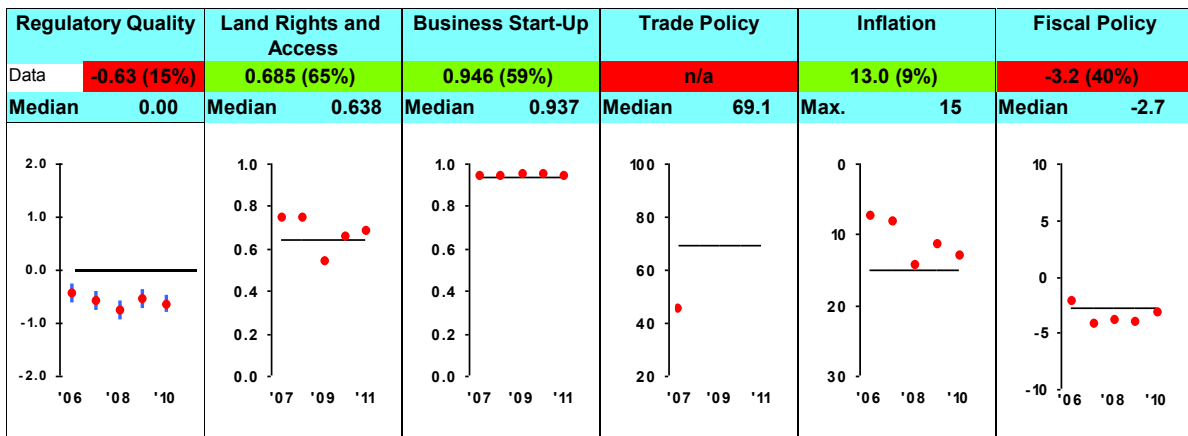 Regulatory Quality
Data -0.63 (15%)
Median 0.00
2.0
1.0
0.0
-1.0
-2.0
'06 '08 '10
Land Rights and
Access
0.685 (65%)
Median 0.638
1.0
0.8
0.6
0.4
0.2
0.0
'07 '09 '11
Business Start-Up
0.946 (59%)
Median 0.937
1.0
0.8
0.6
0.4
0.2
0.0
'07 '09 '11
Trade Policy
n/a
Median 69.1
100
80
60
40
20
'07 '09 '11
Inflation
13.0 (9%)
Max. 15
0
10
20
30
'06 '08 '10
Fiscal Policy
-3.2 (40%)
Median -2.7
10
5
0
-5
-10
'06 '08 '10